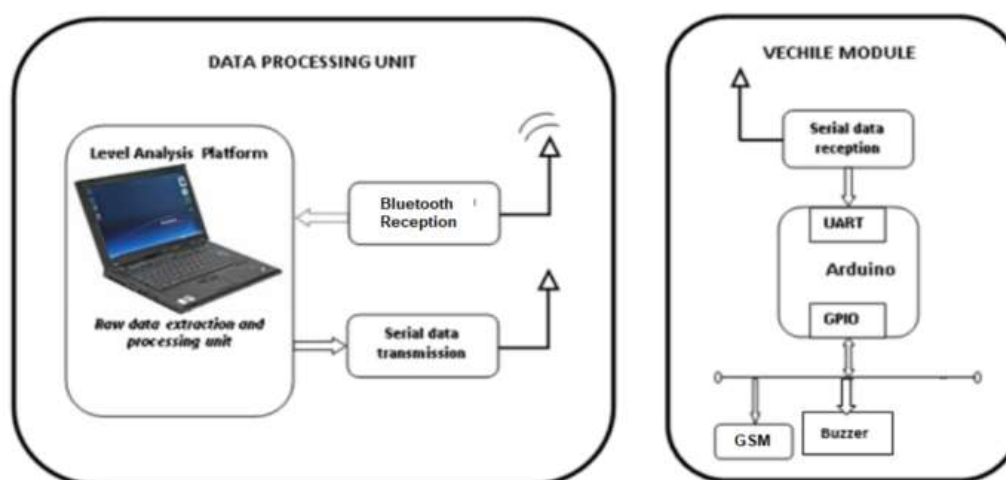 DATA PROCESSING UNIT
Level Analysis Platform
Raw data extraction and
processing unit
Bluetooth
Reception
Serial data
transmission
VECHILE MODULE
Serial data
reception
UART
Arduino
GPIO
GSM
Buzzer